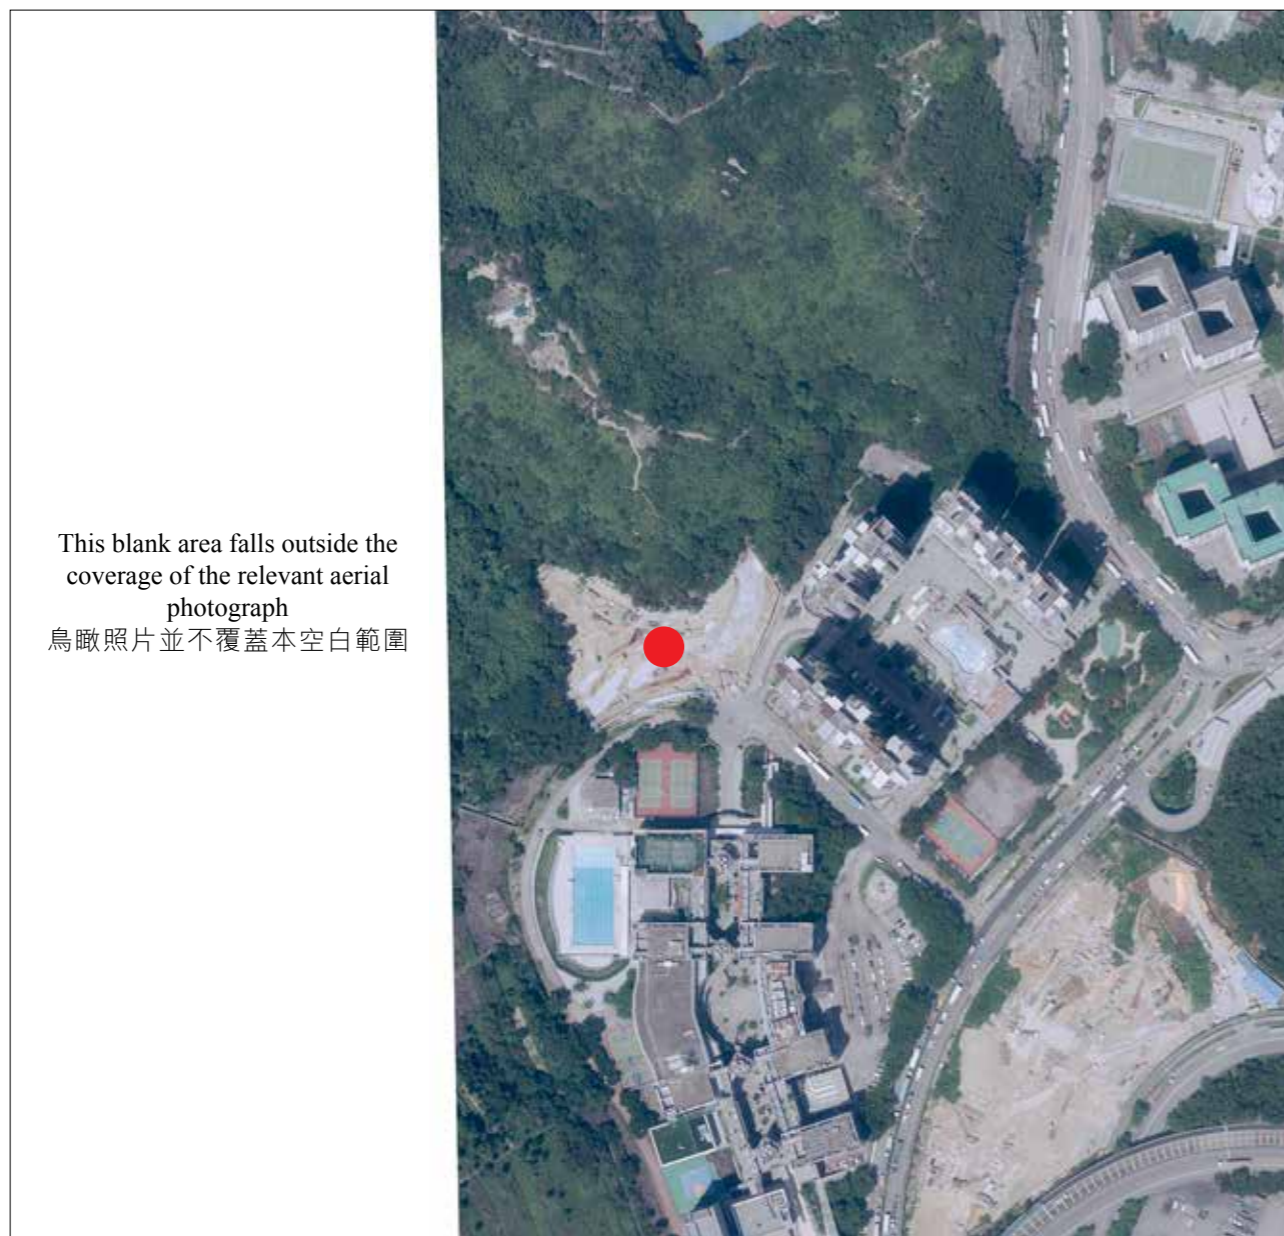 This blank area falls outside the
coverage of the relevant aerial
photograph
鳥瞰照片並不覆蓋本空白範圍